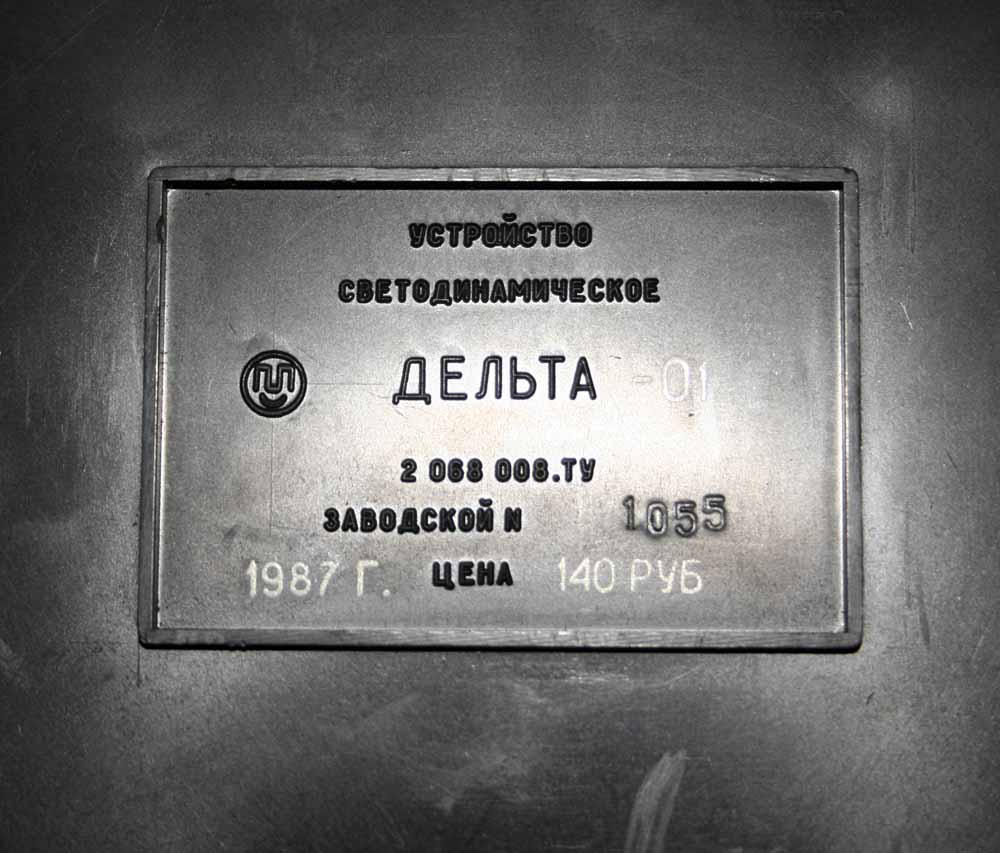 УСТРОЙСТВО
СВЕТОДИНАМИЧЕСКОЕ
ДЕЛЬТА -01
2 068 008.ТУ
ЗАВОДСКОЙ N 1055
1987 Г. ЦЕНА 140 РУБ